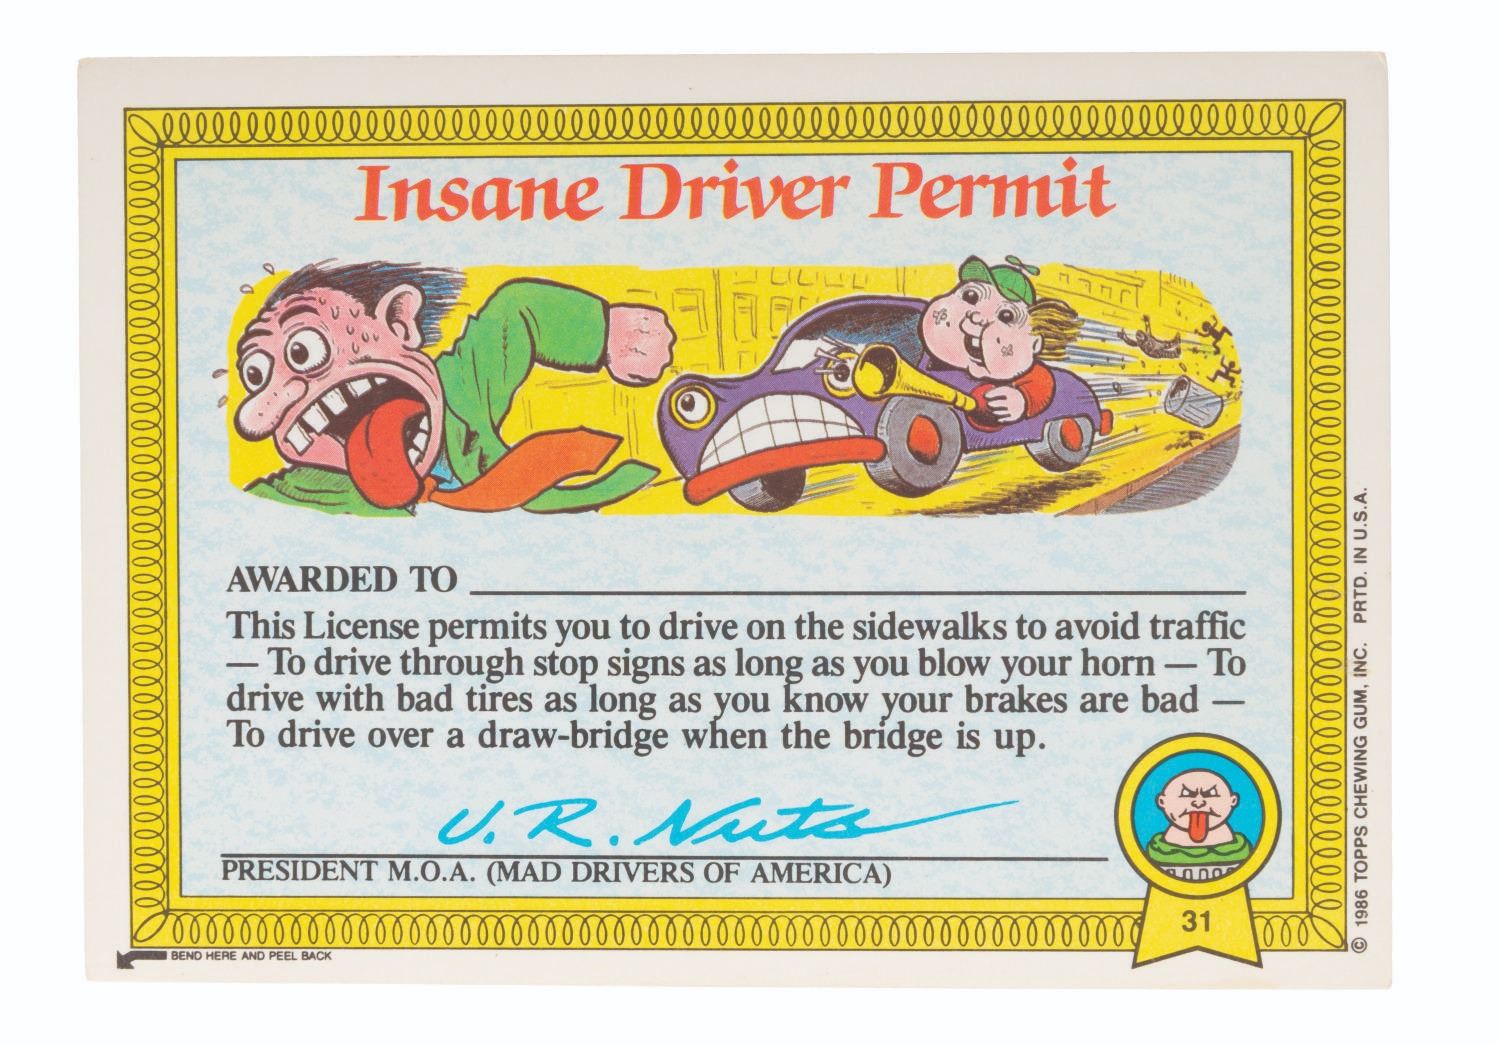 Insane Driver Permit
AWARDED TO
This License permits you to drive on the sidewalks to avoid traffic
— To drive through stop signs as long as you blow your horn — To
drive with bad tires as long as you know your brakes are bad —
To drive over a draw-bridge when the bridge is up.
U.R. Nuts
PRESIDENT M.O.A. (MAD DRIVERS OF AMERICA)
31
BEND HERE AND PEEL BACK
© 1986 TOPPS CHEWING GUM, INC. PRTD. IN U.S.A.